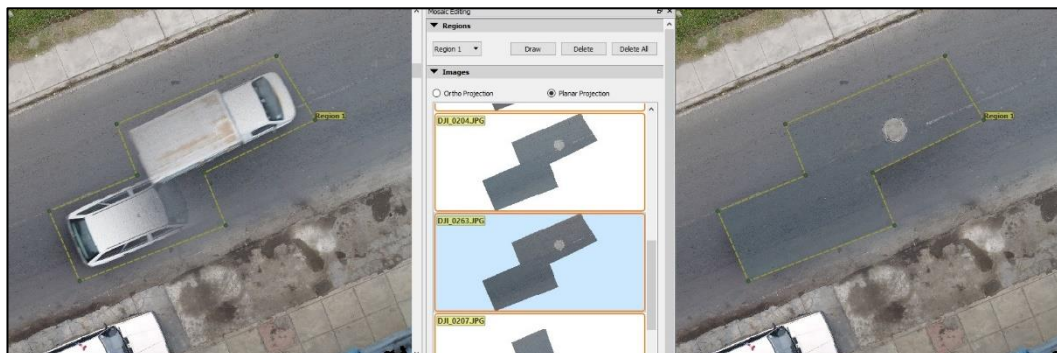 Region 1
Mosaic Editing
Regions
Region 1
Draw
Delete
Delete All
Images
Ortho Projection
Planar Projection
DJI_0204.JPG
DJI_0263.JPG
DJI_0207.JPG
Region 1